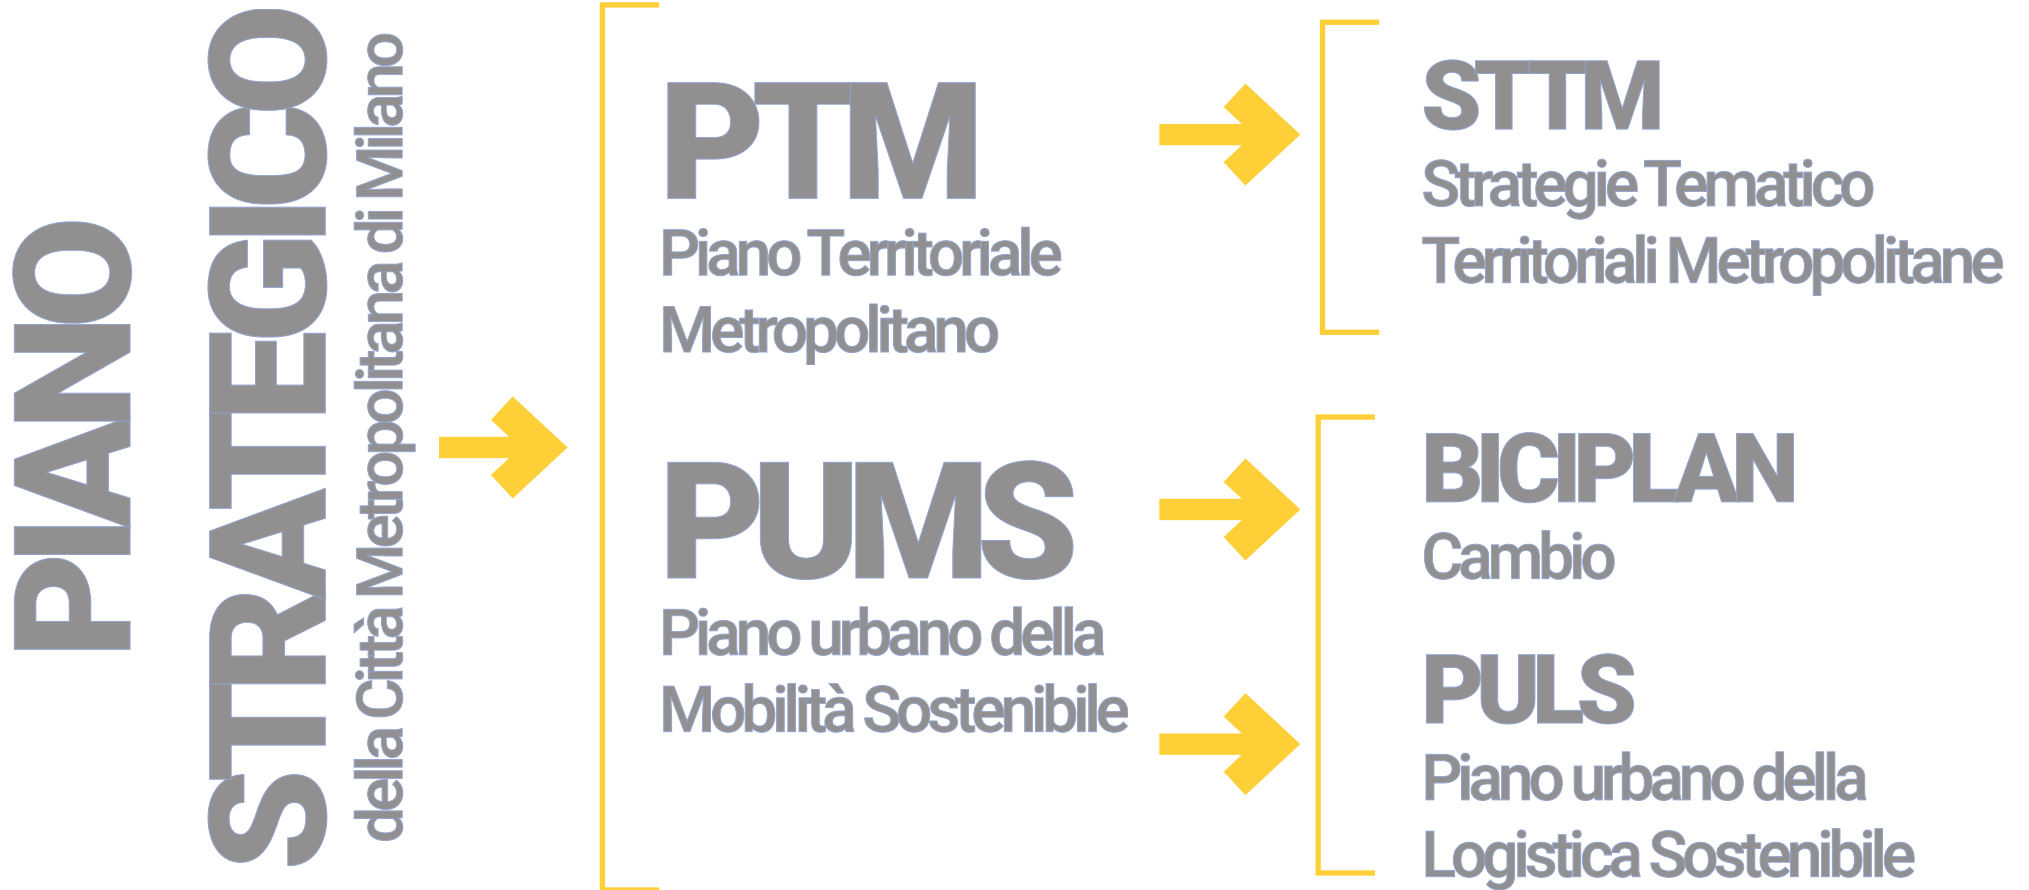 PIANO
STRATEGICO
della Città Metropolitana di Milano
PTM
Piano Territoriale
Metropolitano
PUMS
Piano urbano della
Mobilità Sostenibile
STTM
Strategie Tematico
Territoriali Metropolitane
BICIPLAN
Cambio
PULS
Piano urbano della
Logistica Sostenibile